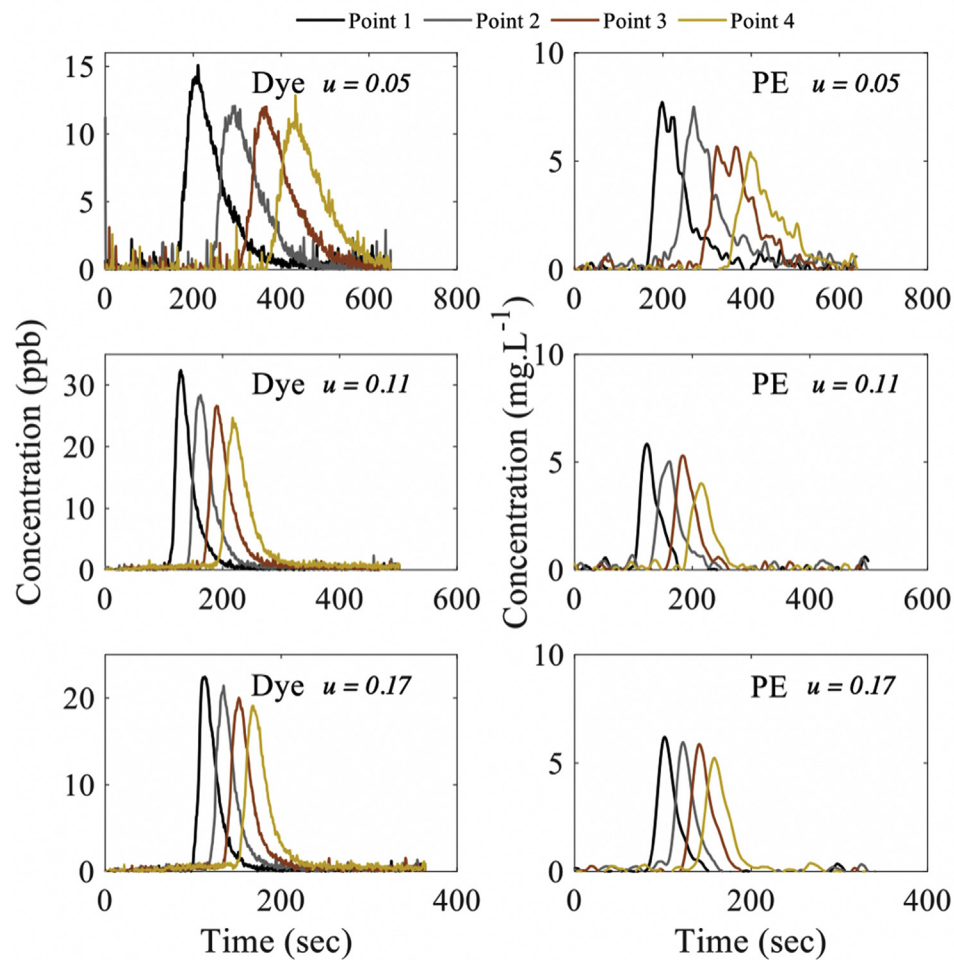 Point 1 Point 2 Point 3 Point 4
15 10 5 0
Dye u = 0.05
0 200 400 600 800
10 5 0
PE u = 0.05
0 200 400 600 800
30 20 10 0
Dye u = 0.11
0 200 400 600
10 5 0
PE u = 0.11
0 200 400 600
20 10 0
Dye u = 0.17
0 200 400
10 5 0
PE u = 0.17
0 200 400
Concentration (ppb)
Concentration (mg.L⁻¹)
Time (sec)
Time (sec)